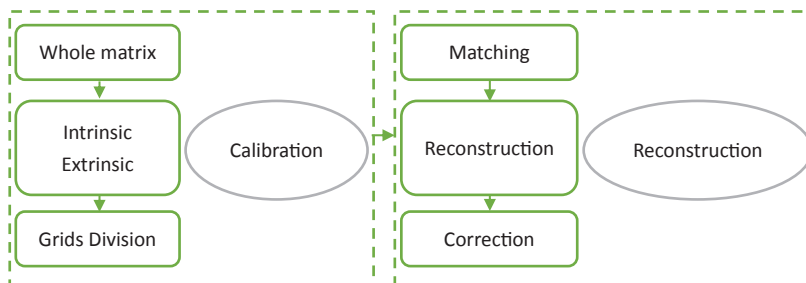 Whole matrix
Intrinsic
Extrinsic
Grids Division
Calibration
Matching
Reconstruction
Correction
Reconstruction